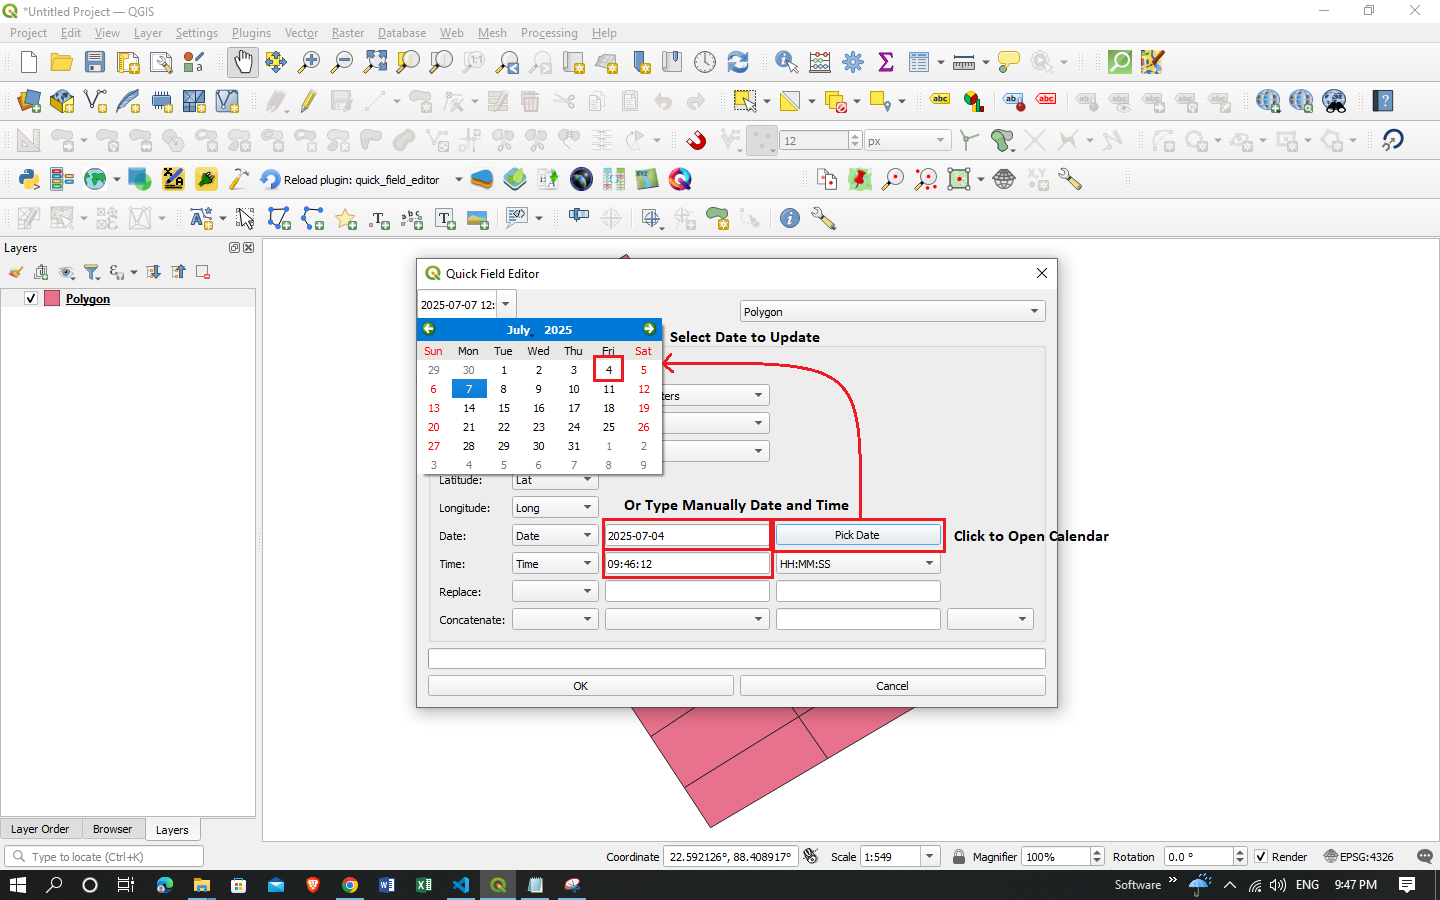 *Untitled Project — QGIS
Project Edit View Layer Settings Plugins Vector Raster Database Web Mesh Processing Help
12 px
Reload plugin: quick_field_editor
Layers
Polygon
Quick Field Editor
2025-07-07 12:
Polygon
July 2025
Select Date to Update
Sun Mon Tue Wed Thu Fri Sat
29 30 1 2 3 4 5
6 7 8 9 10 11 12
ters
13 14 15 16 17 18 19
20 21 22 23 24 25 26
27 28 29 30 31 1 2
3 4 5 6 7 8 9
Latitude: Lat
Longitude: Long
Or Type Manually Date and Time
Date: Date 2025-07-04 Pick Date
Click to Open Calendar
Time: Time 09:46:12 HH:MM:SS
Replace:
Concatenate:
OK Cancel
Layer Order Browser Layers
Type to locate (Ctrl+K)
Coordinate 22.592126°, 88.408917° Scale 1:549 Magnifier 100% Rotation 0.0 ° Render EPSG:4326
Software » ENG 9:47 PM